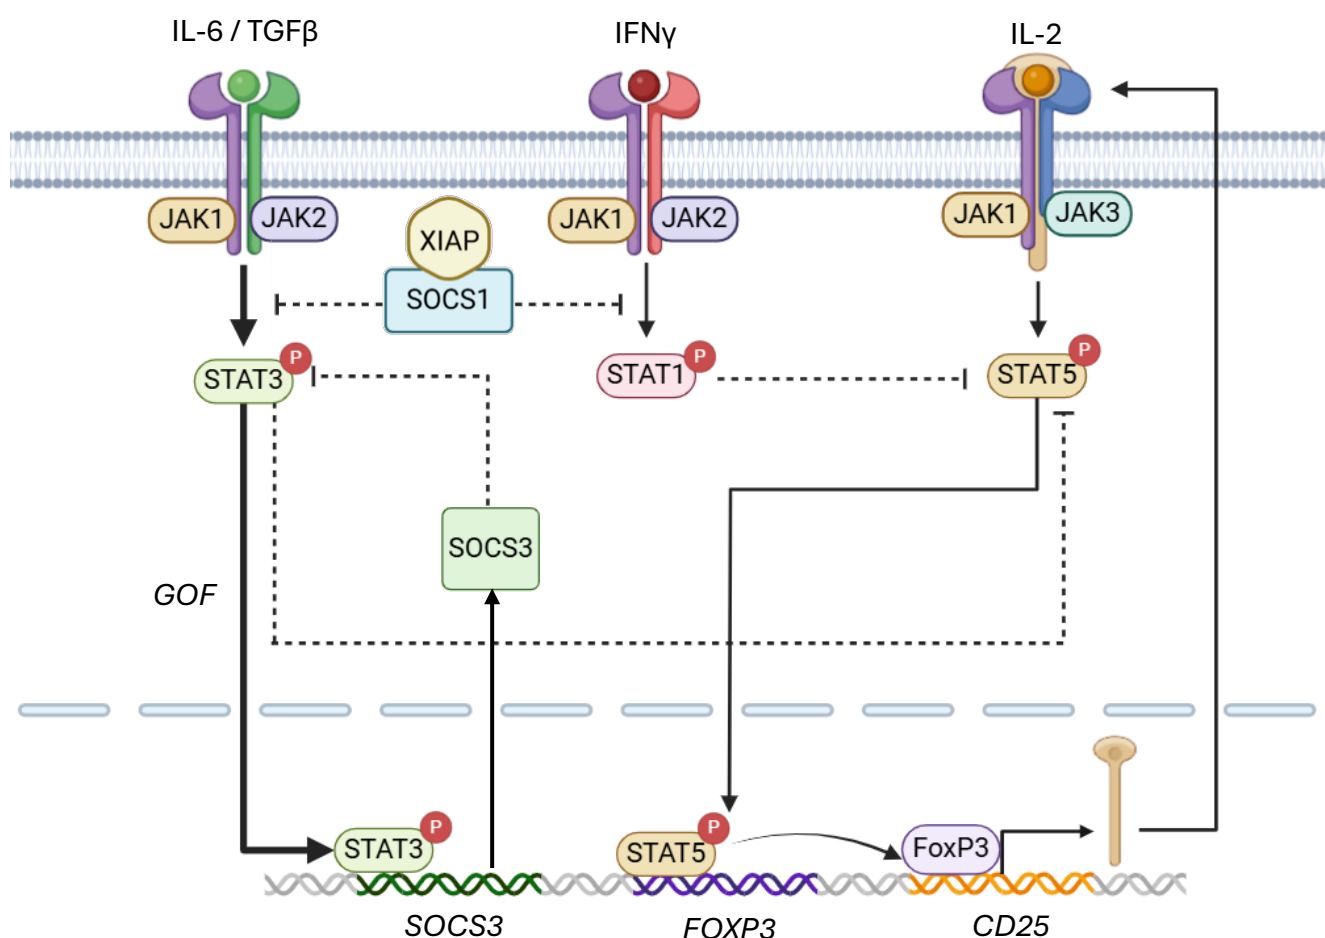 IL-6 / TGFβ
IFNγ
IL-2
JAK1
JAK2
XIAP
SOCS1
JAK1
JAK2
JAK1
JAK3
STAT3
P
STAT1
P
STAT5
P
SOCS3
GOF
STAT3
P
STAT5
P
FoxP3
SOCS3
FOXP3
CD25